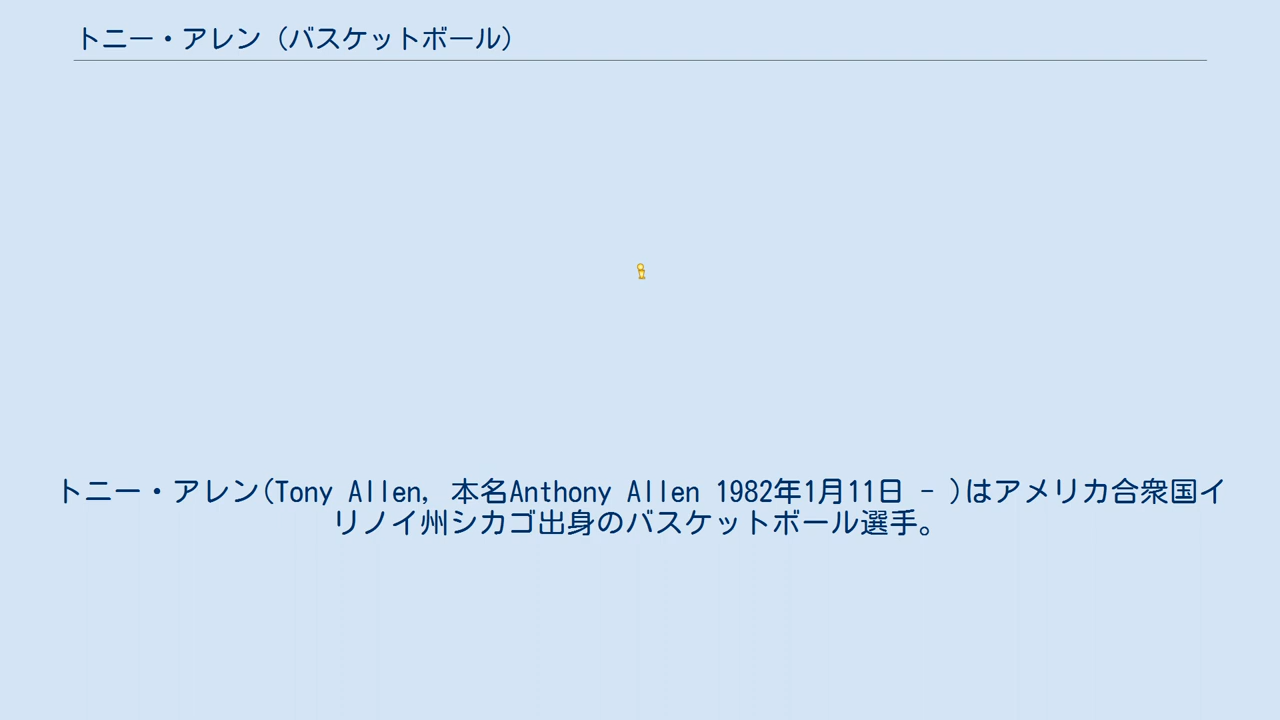 トニー・アレン (バスケットボール)
トニー・アレン(Tony Allen, 本名Anthony Allen 1982年1月11日 - )はアメリカ合衆国イ
リノイ州シカゴ出身のバスケットボール選手。